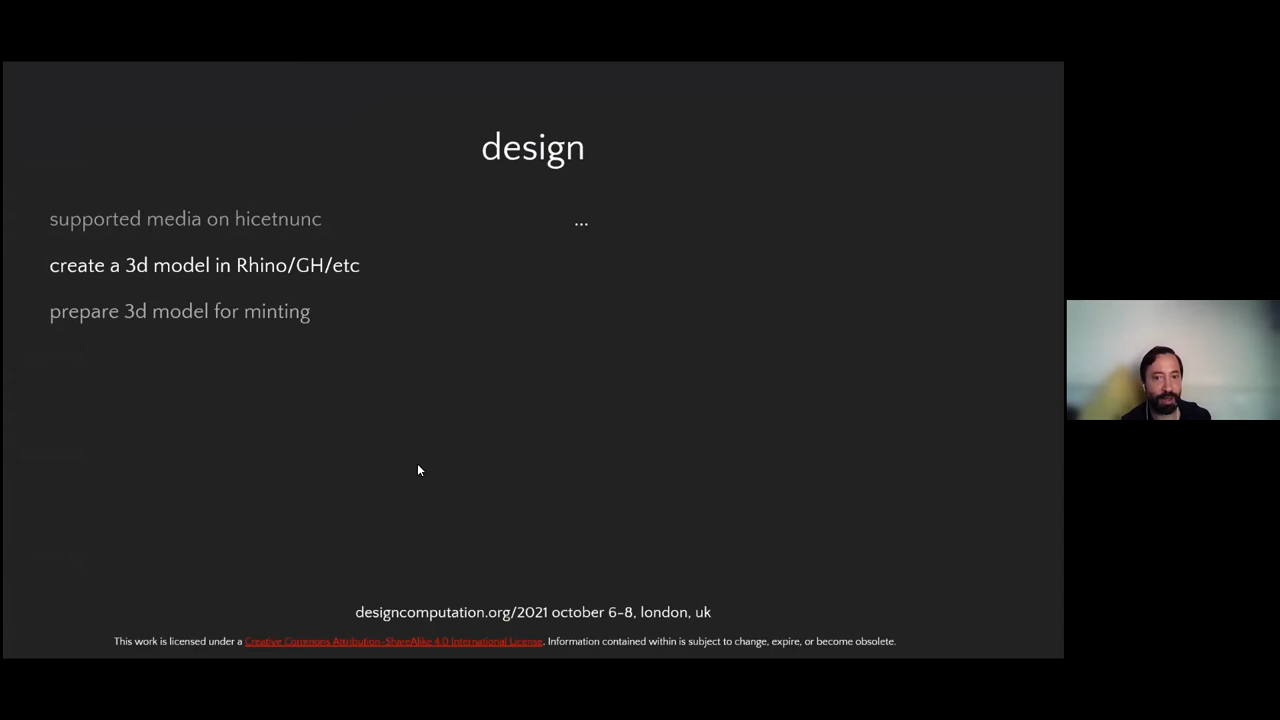 design
supported media on hicetnunc
...
create a 3d model in Rhino/GH/etc
prepare 3d model for minting
designcomputation.org/2021 october 6-8, london, uk
This work is licensed under a Creative Commons Attribution-ShareAlike 4.0 International License. Information contained within is subject to change, expire, or become obsolete.